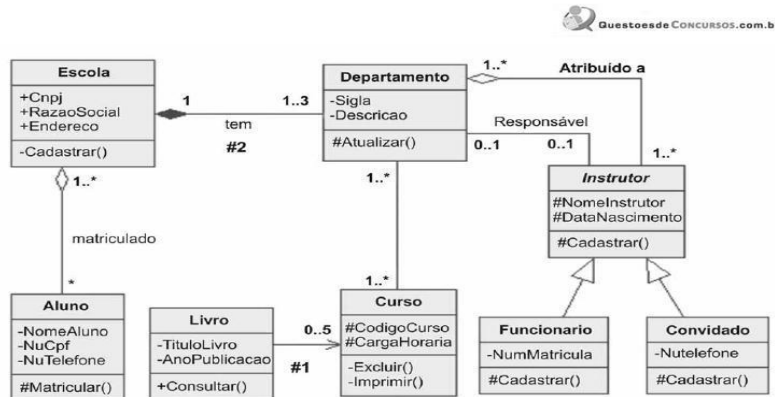 QuestoesdeConcursos.com.b
Escola
+Cnpj
+RazaoSocial
+Endereco
-Cadastrar()
1
1..3
tem
#2
Departamento
-Sigla
-Descricao
#Atualizar()
1..*
Atribuído a
Responsável
0..1
0..1
1..*
Instrutor
#NomeInstrutor
#DataNascimento
#Cadastrar()
1..*
matriculado
*
1..*
1..*
Aluno
-NomeAluno
-NuCpf
-NuTelefone
#Matricular()
Livro
-TituloLivro
-AnoPublicacao
+Consultar()
0..5
#1
Curso
#CodigoCurso
#CargaHoraria
-Excluir()
-Imprimir()
Funcionario
-NumMatricula
#Cadastrar()
Convidado
-Nutelefone
#Cadastrar()